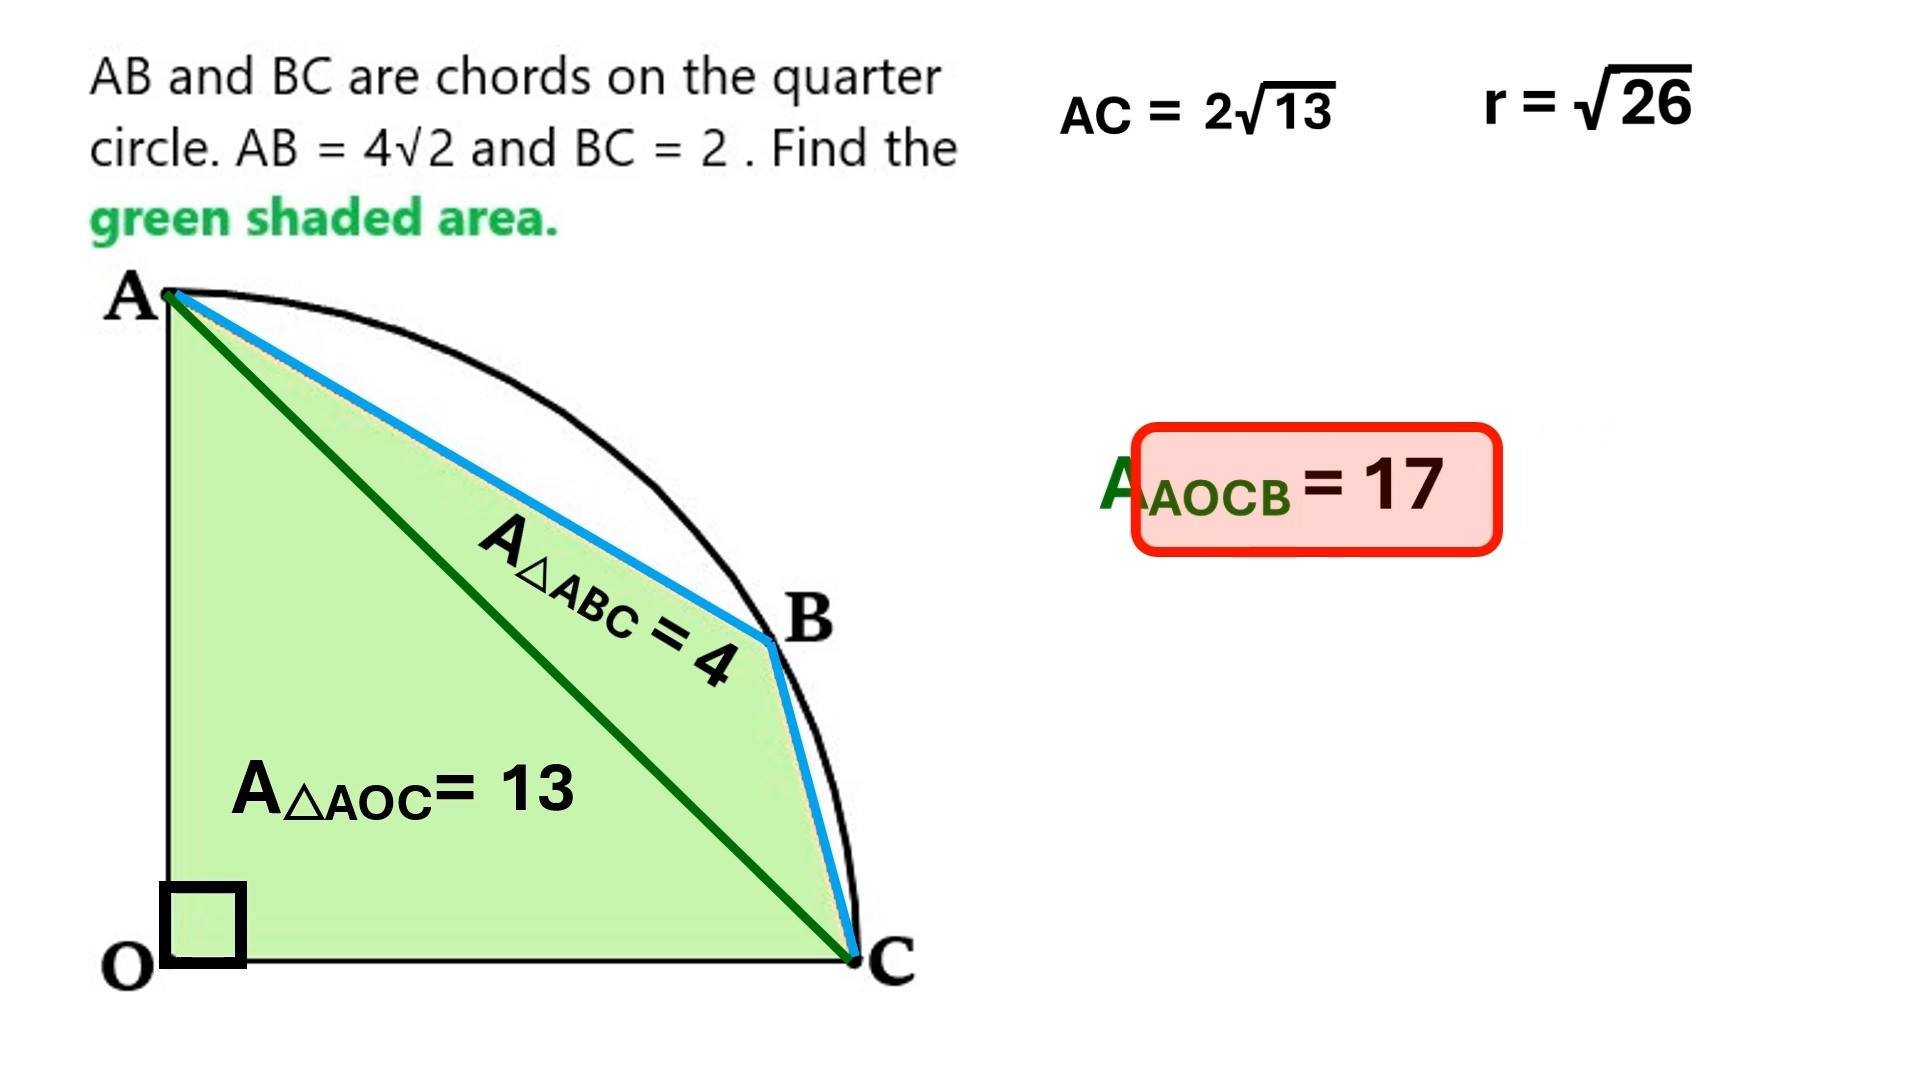 AB and BC are chords on the quarter
circle. AB = 4√2 and BC = 2 . Find the
green shaded area.
AC = 2√13
r = √26
A
B
A△ABC = 4
A△AOC= 13
AAOCB = 17
O
C